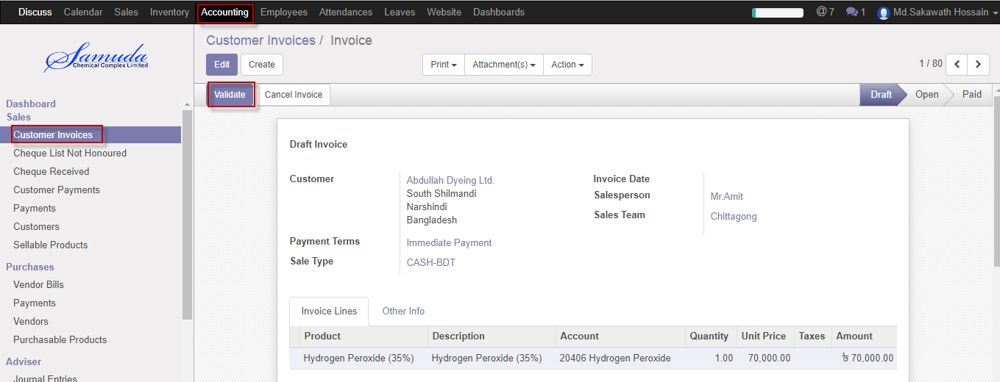 Discuss Calendar Sales Inventory Accounting Employees Attendances Leaves Website Dashboards @7 1 Md.Sakawath Hossain
Samuda
Chemical Complex Limited
Dashboard
Sales
Customer Invoices
Cheque List Not Honoured
Cheque Received
Customer Payments
Payments
Customers
Sellable Products
Purchases
Vendor Bills
Payments
Vendors
Purchasable Products
Adviser
Journal Entries
Customer Invoices / Invoice
Edit Create Print Attachment(s) Action 1 / 80
Validate Cancel Invoice Draft Open Paid
Draft Invoice
Customer Abdullah Dyeing Ltd.
South Shilmandi
Narshindi
Bangladesh
Payment Terms Immediate Payment
Sale Type CASH-BDT
Invoice Date
Salesperson Mr.Amit
Sales Team Chittagong
Invoice Lines Other Info
Product Description Account Quantity Unit Price Taxes Amount
Hydrogen Peroxide (35%) Hydrogen Peroxide (35%) 20406 Hydrogen Peroxide 1.00 70,000.00 ৳ 70,000.00